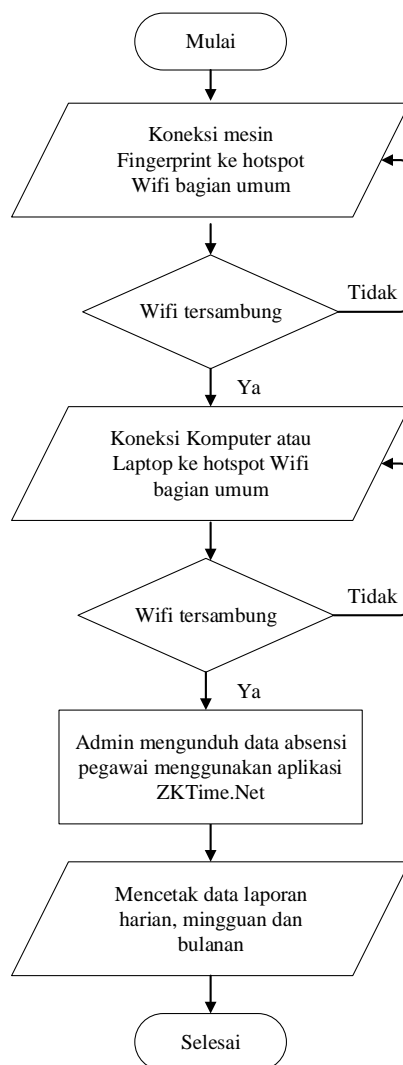 Mulai
Koneksi mesin
Fingerprint ke hotspot
Wifi bagian umum
Wifi tersambung
Tidak
Ya
Koneksi Komputer atau
Laptop ke hotspot Wifi
bagian umum
Wifi tersambung
Tidak
Ya
Admin mengunduh data absensi
pegawai menggunakan aplikasi
ZKTime.Net
Mencetak data laporan
harian, mingguan dan
bulanan
Selesai